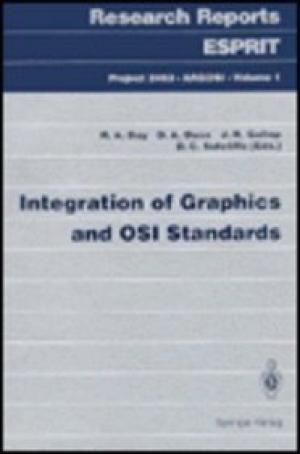 Research Reports
ESPRIT
Project 2463 · ARGOSI · Volume 1
R. A. Day D. A. Duce J. R. Gallop
D. C. Sutcliffe (Eds.)
Integration of Graphics
and OSI Standards
Springer-Verlag